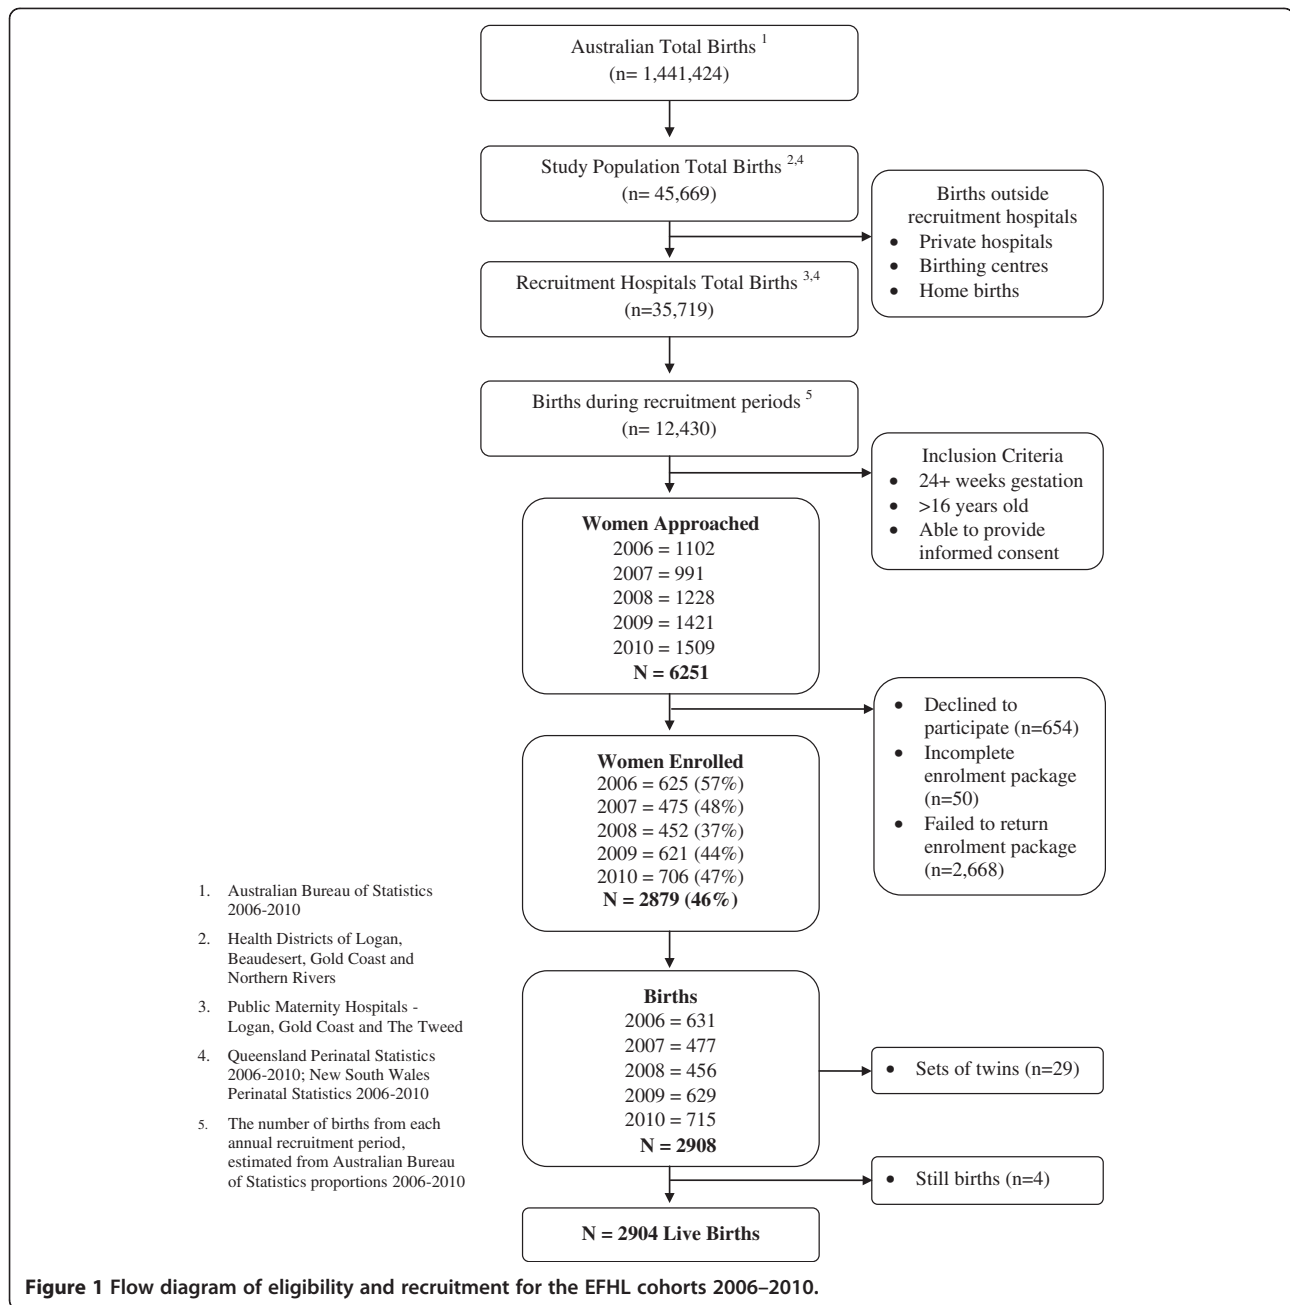 Australian Total Births 1
(n= 1,441,424)
Study Population Total Births 2,4
(n= 45,669)
Births outside
recruitment hospitals
• Private hospitals
• Birthing centres
• Home births
Recruitment Hospitals Total Births 3,4
(n=35,719)
Births during recruitment periods 5
(n= 12,430)
Inclusion Criteria
• 24+ weeks gestation
• >16 years old
• Able to provide
informed consent
Women Approached
2006 = 1102
2007 = 991
2008 = 1228
2009 = 1421
2010 = 1509
N = 6251
• Declined to
participate (n=654)
• Incomplete
enrolment package
(n=50)
• Failed to return
enrolment package
(n=2,668)
Women Enrolled
2006 = 625 (57%)
2007 = 475 (48%)
2008 = 452 (37%)
2009 = 621 (44%)
2010 = 706 (47%)
N = 2879 (46%)
1. Australian Bureau of Statistics
2006-2010
2. Health Districts of Logan,
Beaudesert, Gold Coast and
Northern Rivers
3. Public Maternity Hospitals -
Logan, Gold Coast and The Tweed
4. Queensland Perinatal Statistics
2006-2010; New South Wales
Perinatal Statistics 2006-2010
5. The number of births from each
annual recruitment period,
estimated from Australian Bureau
of Statistics proportions 2006-2010
Births
2006 = 631
2007 = 477
2008 = 456
2009 = 629
2010 = 715
N = 2908
• Sets of twins (n=29)
• Still births (n=4)
N = 2904 Live Births
Figure 1 Flow diagram of eligibility and recruitment for the EFHL cohorts 2006–2010.